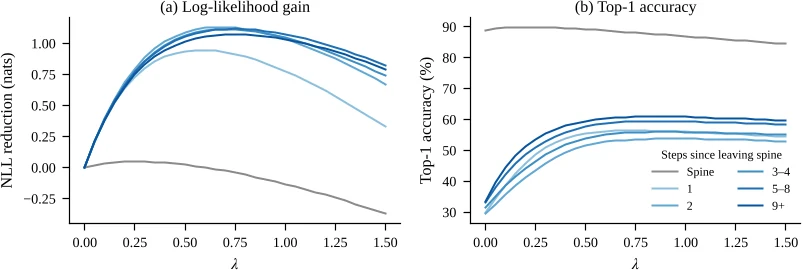 (a) Log-likelihood gain
NLL reduction (nats)
1.00
0.75
0.50
0.25
0.00
−0.25
0.00 0.25 0.50 0.75 1.00 1.25 1.50
λ
(b) Top-1 accuracy
Top-1 accuracy (%)
90
80
70
60
50
40
30
Steps since leaving spine
Spine 3–4
1 5–8
2 9+
0.00 0.25 0.50 0.75 1.00 1.25 1.50
λ